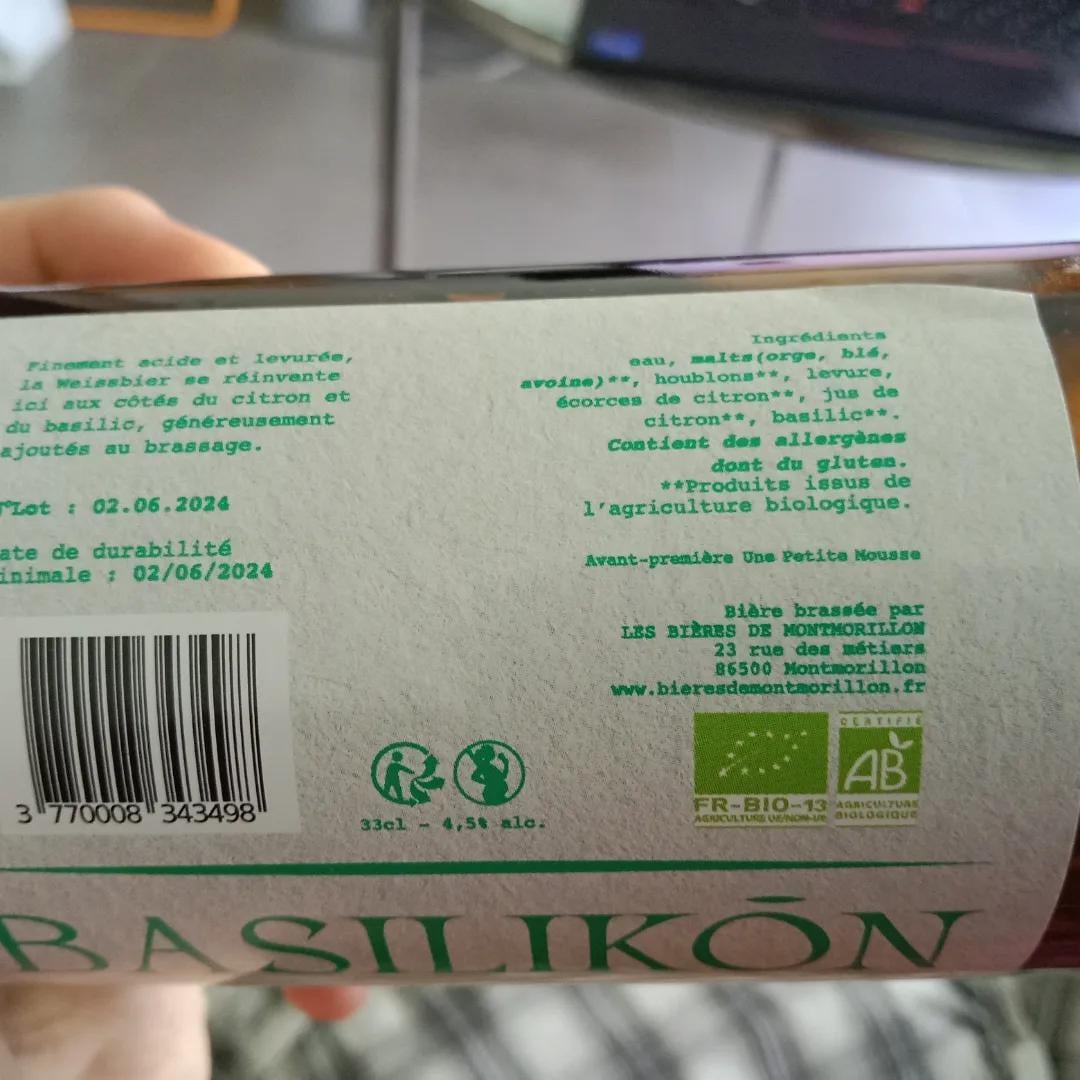 Finement acide et levurée,
la Weissbier se réinvente
ici aux côtés du citron et
du basilic, généreusement
ajoutés au brassage.
N°Lot : 02.06.2024
ate de durabilité
inimale : 02/06/2024
3 770008 343498
Ingrédients
eau, malts(orge, blé,
avoine)**, houblons**, levure,
écorces de citron**, jus de
citron**, basilic**.
Contient des allergènes
dont du gluten.
**Produits issus de
l'agriculture biologique.
Avant-première Une Petite Mousse
Bière brassée par
LES BIÈRES DE MONTMORILLON
23 rue des métiers
86500 Montmorillon
www.bieresdemontmorillon.fr
33cl - 4,5% alc.
FR-BIO-13
AGRICULTURE UE/NON-UE
CERTIFIÉ
AB
AGRICULTURE
BIOLOGIQUE
BASILIKŌN